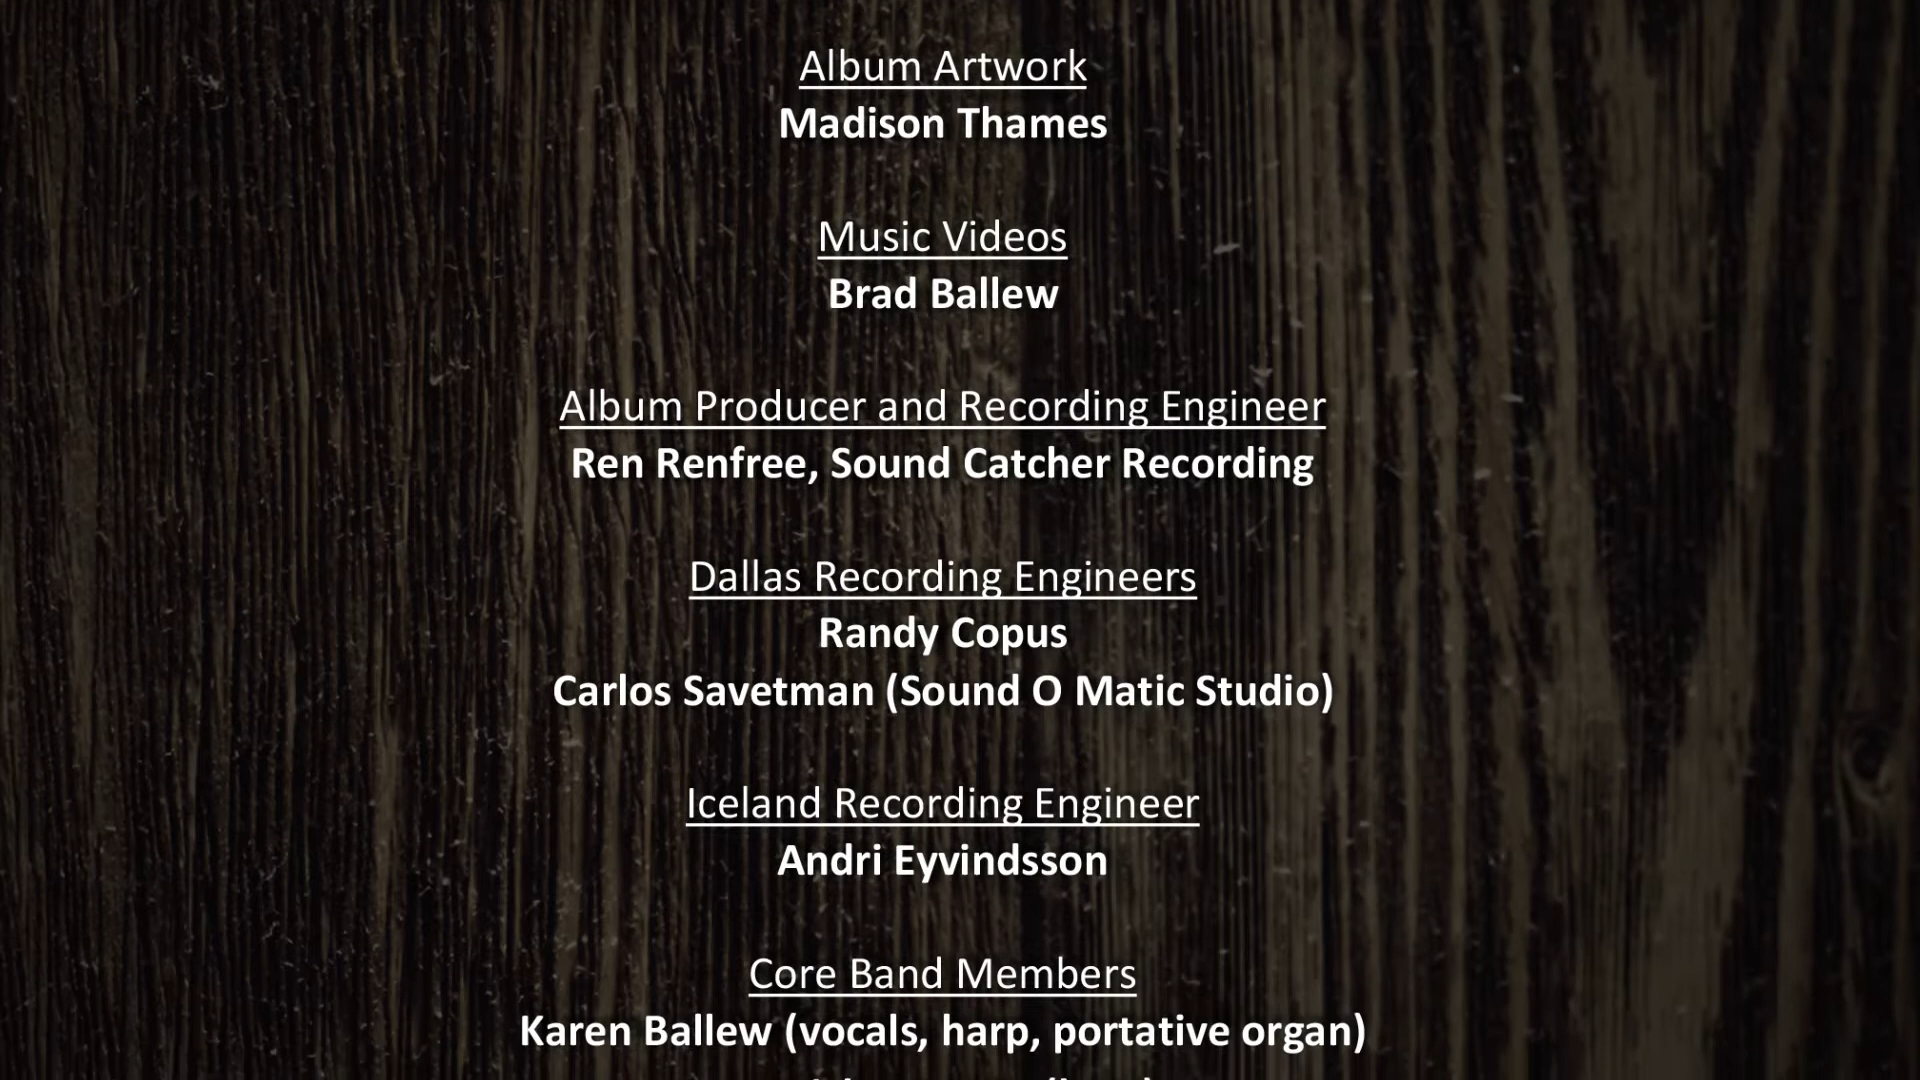 Album Artwork
Madison Thames
Music Videos
Brad Ballew
Album Producer and Recording Engineer
Ren Renfree, Sound Catcher Recording
Dallas Recording Engineers
Randy Copus
Carlos Savetman (Sound O Matic Studio)
Iceland Recording Engineer
Andri Eyvindsson
Core Band Members
Karen Ballew (vocals, harp, portative organ)